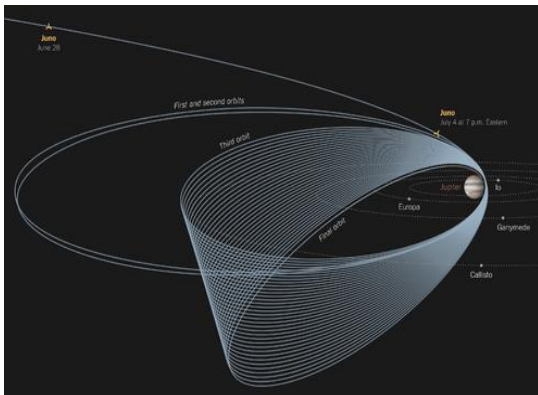 Juno
June 28
First and second orbits
Juno
July 4 at 7 p.m. Eastern
Third orbit
Jupiter
Io
Europa
Ganymede
Final orbit
Callisto